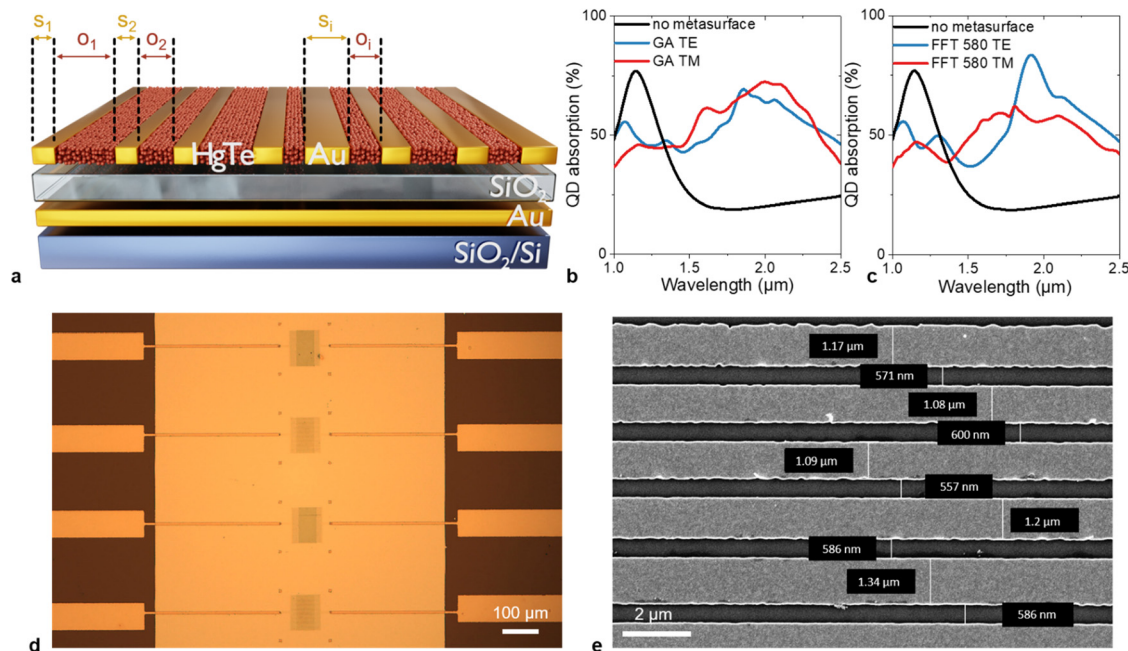 s1
s2
si
o1
o2
oi
HgTe
Au
SiO2
Au
SiO2/Si
a
100
50
0
QD absorption (%)
no metasurface
GA TE
GA TM
1.0
1.5
2.0
2.5
Wavelength (μm)
b
100
50
0
QD absorption (%)
no metasurface
FFT 580 TE
FFT 580 TM
1.0
1.5
2.0
2.5
Wavelength (μm)
c
100 μm
d
1.17 μm
571 nm
1.08 μm
600 nm
1.09 μm
557 nm
1.2 μm
586 nm
1.34 μm
586 nm
2 μm
e